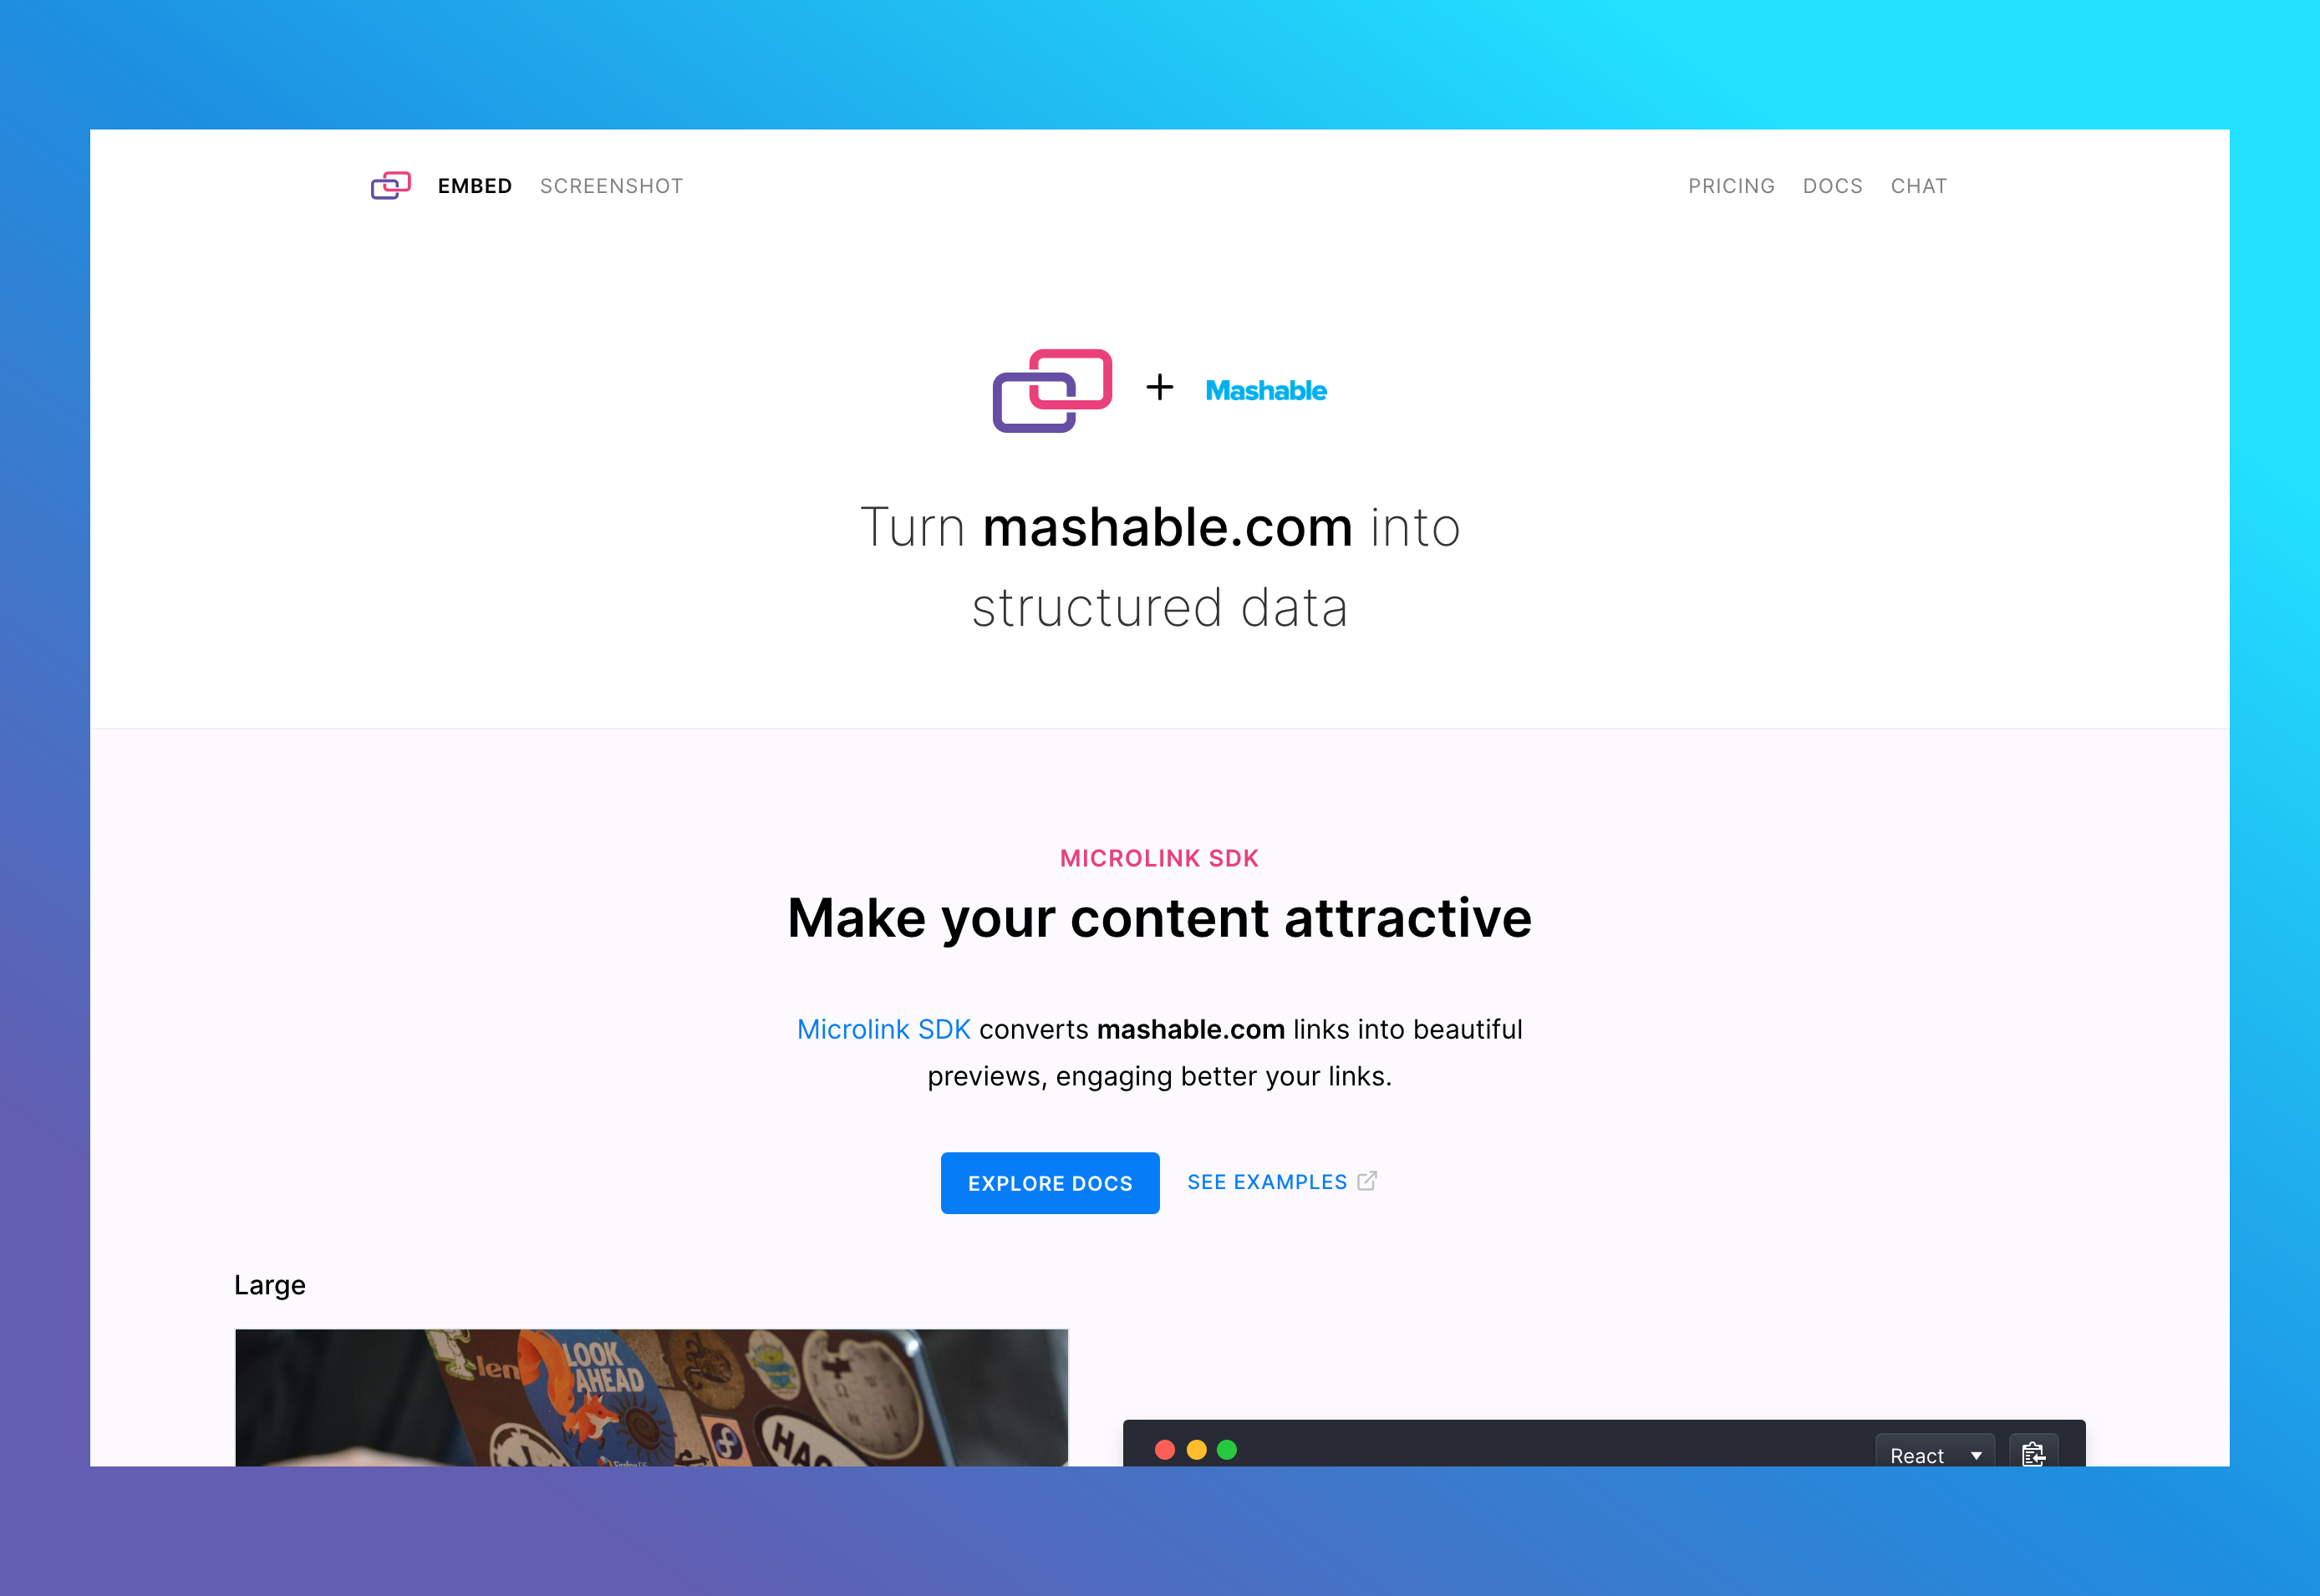 EMBED SCREENSHOT PRICING DOCS CHAT
Mashable
Turn mashable.com into
structured data
MICROLINK SDK
Make your content attractive
Microlink SDK converts mashable.com links into beautiful
previews, engaging better your links.
EXPLORE DOCS SEE EXAMPLES
Large
len
LOOK
AHEAD
React